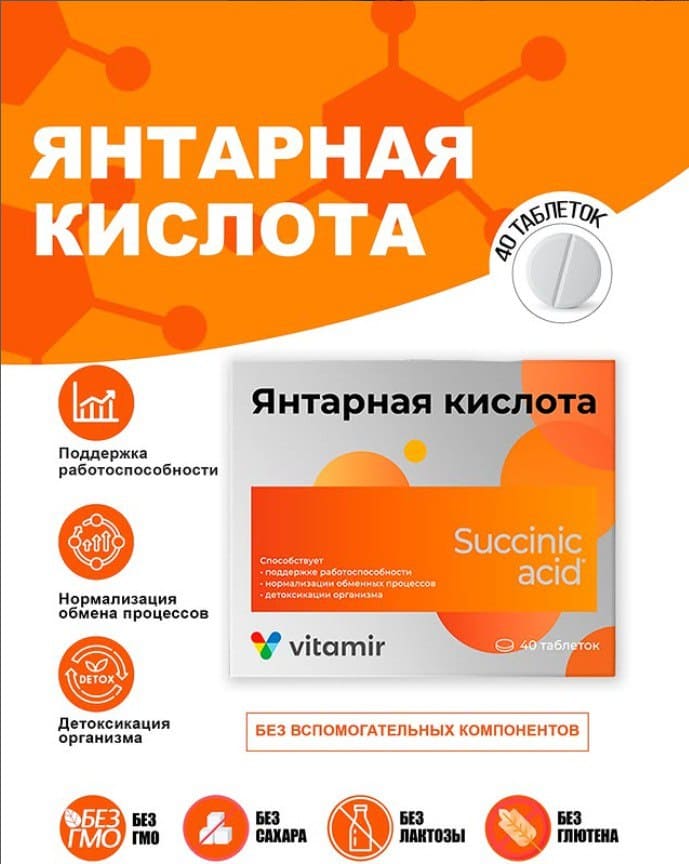 ЯНТАРНАЯ
КИСЛОТА
40 ТАБЛЕТОК
Поддержка
работоспособности
Нормализация
обмена процессов
DETOX
Детоксикация
организма
Янтарная кислота
Succinic
acid
Способствует
- поддержке работоспособности
- нормализации обменных процессов
- детоксикации организма
vitamir
40 таблеток
БЕЗ ВСПОМОГАТЕЛЬНЫХ КОМПОНЕНТОВ
БЕЗ
ГМО
БЕЗ
ГМО
БЕЗ
САХАРА
БЕЗ
ЛАКТОЗЫ
БЕЗ
ГЛЮТЕНА